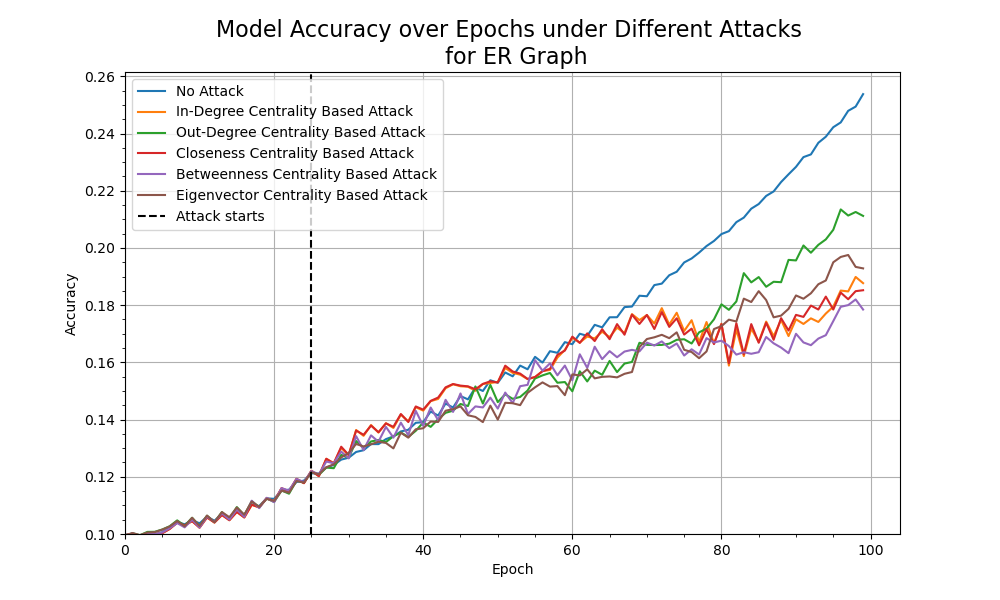 Model Accuracy over Epochs under Different Attacks
for ER Graph
0.26
0.24
0.22
0.20
0.18
0.16
0.14
0.12
0.10
Accuracy
No Attack
In-Degree Centrality Based Attack
Out-Degree Centrality Based Attack
Closeness Centrality Based Attack
Betweenness Centrality Based Attack
Eigenvector Centrality Based Attack
Attack starts
0 20 40 60 80 100
Epoch